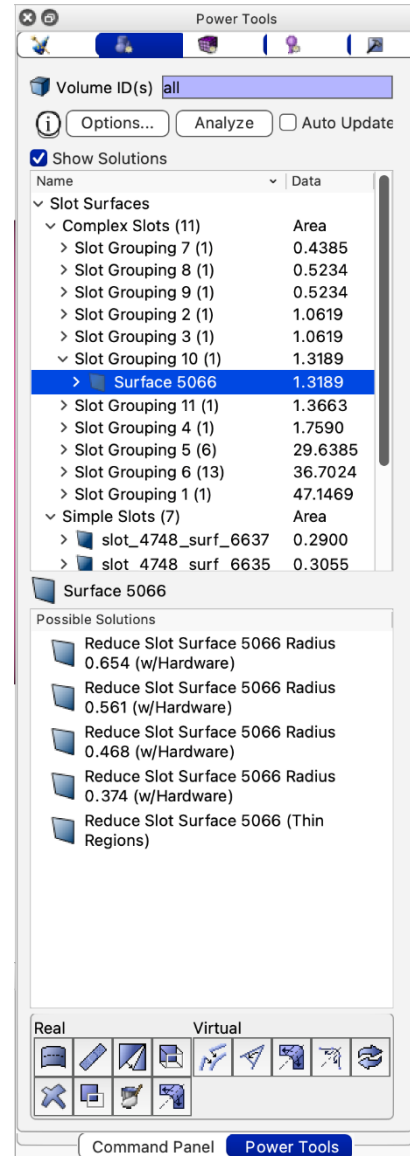 Power Tools
Volume ID(s) all
Options... Analyze Auto Update
Show Solutions
Name Data
Slot Surfaces
Complex Slots (11) Area
Slot Grouping 7 (1) 0.4385
Slot Grouping 8 (1) 0.5234
Slot Grouping 9 (1) 0.5234
Slot Grouping 2 (1) 1.0619
Slot Grouping 3 (1) 1.0619
Slot Grouping 10 (1) 1.3189
Surface 5066 1.3189
Slot Grouping 11 (1) 1.3663
Slot Grouping 4 (1) 1.7590
Slot Grouping 5 (6) 29.6385
Slot Grouping 6 (13) 36.7024
Slot Grouping 1 (1) 47.1469
Simple Slots (7) Area
slot_4748_surf_6637 0.2900
slot_4748_surf_6635 0.3055
Surface 5066
Possible Solutions
Reduce Slot Surface 5066 Radius
0.654 (w/Hardware)
Reduce Slot Surface 5066 Radius
0.561 (w/Hardware)
Reduce Slot Surface 5066 Radius
0.468 (w/Hardware)
Reduce Slot Surface 5066 Radius
0.374 (w/Hardware)
Reduce Slot Surface 5066 (Thin
Regions)
Real Virtual
Command Panel Power Tools